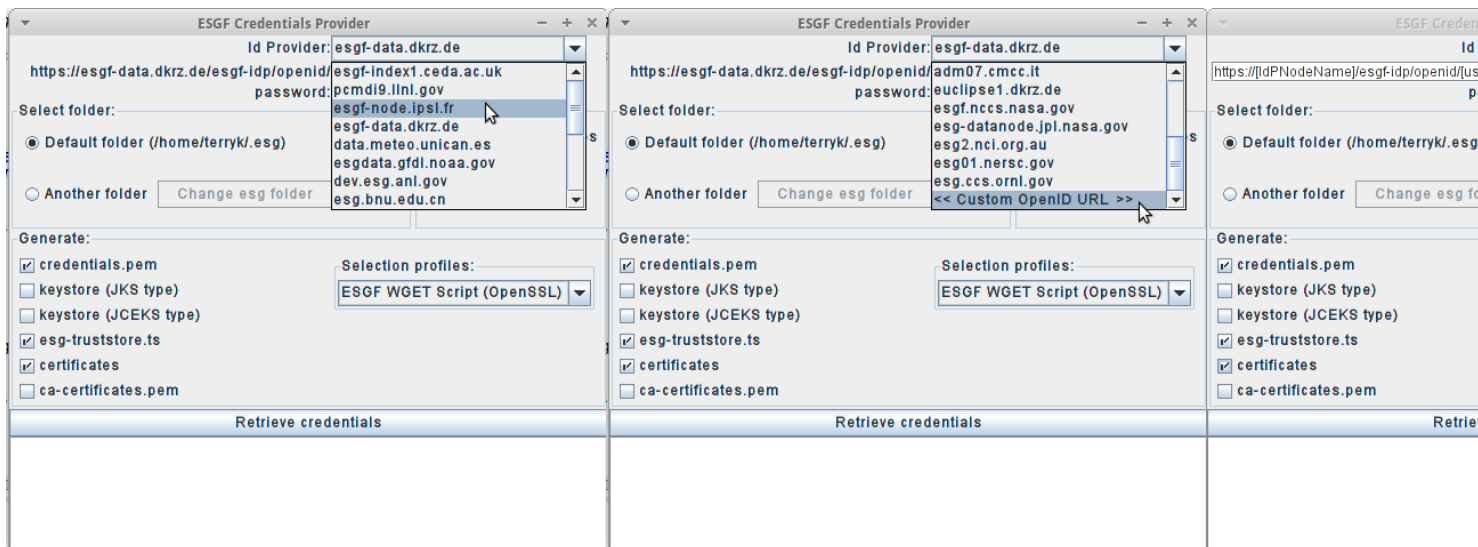 ESGF Credentials Provider
Id Provider: esgf-data.dkrz.de
https://esgf-data.dkrz.de/esgf-idp/openid/
password:
esgf-index1.ceda.ac.uk
pcmdi9.llnl.gov
esgf-node.ipsl.fr
esgf-data.dkrz.de
data.meteo.unican.es
esgdata.gfdl.noaa.gov
dev.esg.anl.gov
esg.bnu.edu.cn
Select folder:
Default folder (/home/terryk/.esg)
s
Another folder
Change esg folder
Generate:
credentials.pem
keystore (JKS type)
keystore (JCEKS type)
esg-truststore.ts
certificates
ca-certificates.pem
Selection profiles:
ESGF WGET Script (OpenSSL)
Retrieve credentials
ESGF Credentials Provider
Id Provider: esgf-data.dkrz.de
https://esgf-data.dkrz.de/esgf-idp/openid/
password:
adm07.cmcc.it
euclipse1.dkrz.de
esgf.nccs.nasa.gov
esg-datanode.jpl.nasa.gov
esg2.nci.org.au
esg01.nersc.gov
esg.ccs.ornl.gov
<< Custom OpenID URL >>
Select folder:
Default folder (/home/terryk/.esg)
s
Another folder
Change esg folder
Generate:
credentials.pem
keystore (JKS type)
keystore (JCEKS type)
esg-truststore.ts
certificates
ca-certificates.pem
Selection profiles:
ESGF WGET Script (OpenSSL)
Retrieve credentials
ESGF Creden
Id
https://[IdPNodeName]/esgf-idp/openid/[us
p
Select folder:
Default folder (/home/terryk/.esg
Another folder
Change esg fo
Generate:
credentials.pem
keystore (JKS type)
keystore (JCEKS type)
esg-truststore.ts
certificates
ca-certificates.pem
Retrie